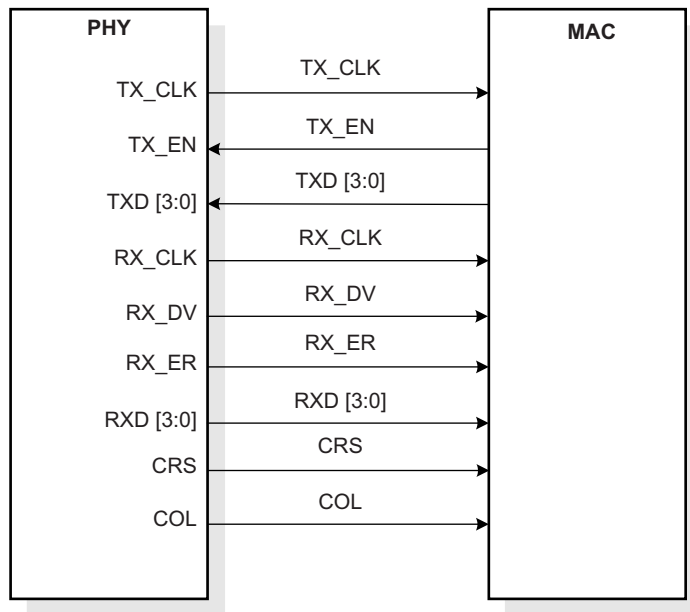 PHY
MAC
TX_CLK
TX_CLK
TX_EN
TX_EN
TXD [3:0]
TXD [3:0]
RX_CLK
RX_CLK
RX_DV
RX_DV
RX_ER
RX_ER
RXD [3:0]
RXD [3:0]
CRS
CRS
COL
COL